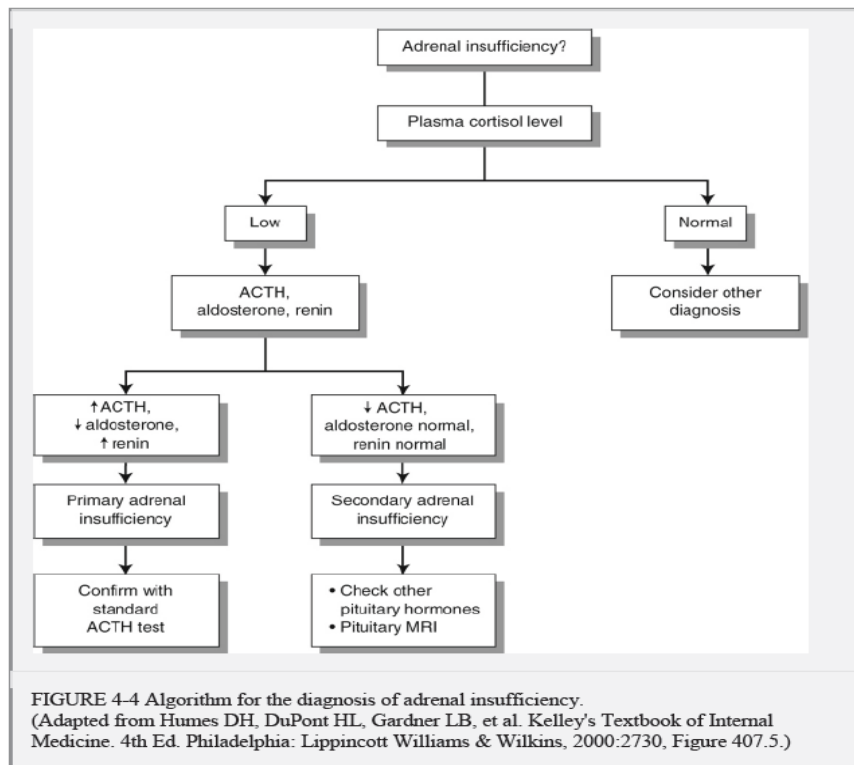 Adrenal insufficiency?
Plasma cortisol level
Low
Normal
ACTH,
aldosterone, renin
Consider other
diagnosis
↑ACTH,
↓ aldosterone,
↑ renin
↓ ACTH,
aldosterone normal,
renin normal
Primary adrenal
insufficiency
Secondary adrenal
insufficiency
Confirm with
standard
ACTH test
• Check other
pituitary hormones
• Pituitary MRI
FIGURE 4-4 Algorithm for the diagnosis of adrenal insufficiency.
(Adapted from Humes DH, DuPont HL, Gardner LB, et al. Kelley's Textbook of Internal
Medicine. 4th Ed. Philadelphia: Lippincott Williams & Wilkins, 2000:2730, Figure 407.5.)